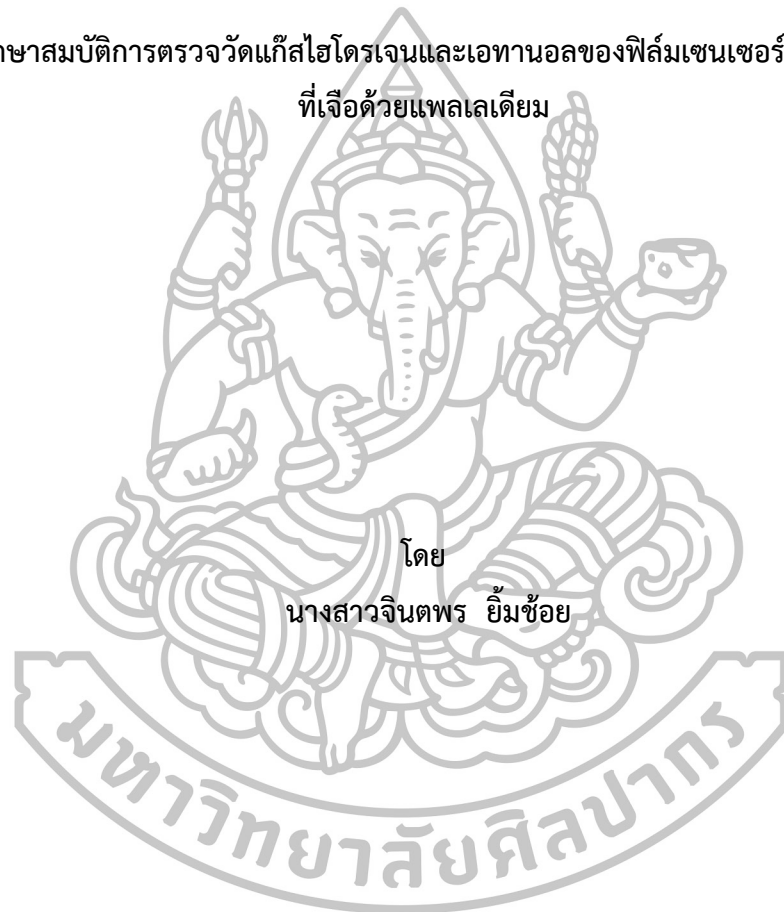 ษาสมบัติการตรวจวัดแก๊สไฮโดรเจนและเอทานอลของฟิล์มเซนเซอร์
ที่เจือด้วยแพลเลเดียม
โดย
นางสาวจินตพร ยิ้มช้อย
มหาวิทยาลัยศิลปากร